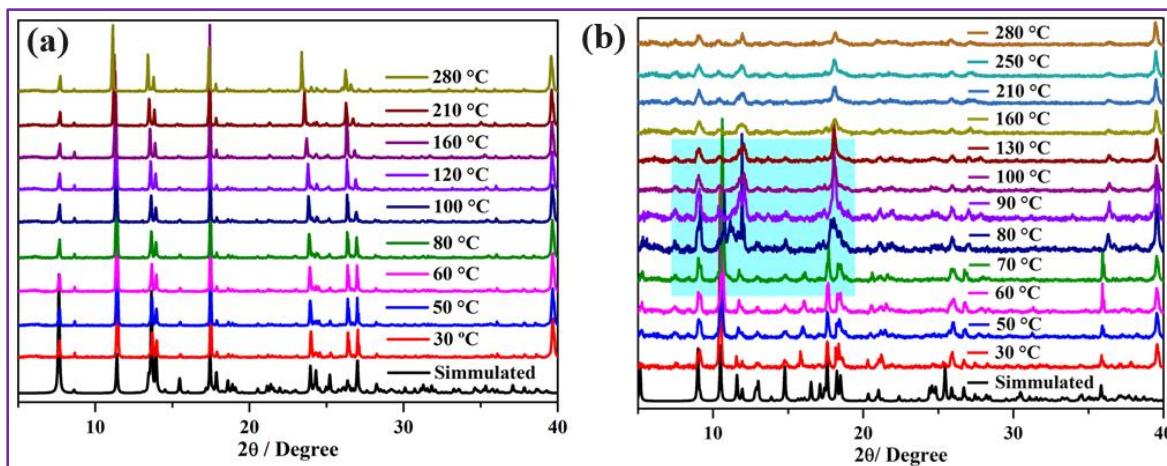 (a)
280 °C
210 °C
160 °C
120 °C
100 °C
80 °C
60 °C
50 °C
30 °C
Simmulated
10
20
30
40
2θ/ Degree
(b)
280 °C
250 °C
210 °C
160 °C
130 °C
100 °C
90 °C
80 °C
70 °C
60 °C
50 °C
30 °C
Simmulated
10
20
30
40
2θ/ Degree